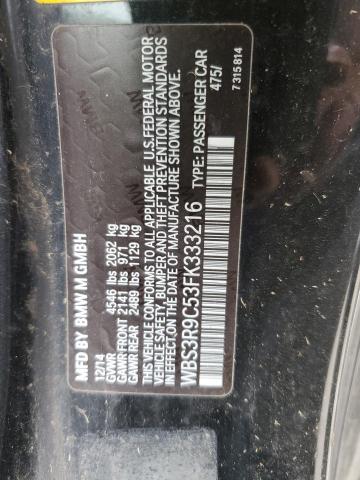 MFD BY BMW M GMBH
12/14
GVWR 4546 lbs 2062 kg
GAWR FRONT 2141 lbs 971 kg
GAWR REAR 2489 lbs 1129 kg
THIS VEHICLE CONFORMS TO ALL APPLICABLE U.S.FEDERAL MOTOR
VEHICLE SAFETY, BUMPER, AND THEFT PREVENTION STANDARDS
IN EFFECT ON THE DATE OF MANUFACTURE SHOWN ABOVE.
WBS3R9C53FK333216 TYPE: PASSENGER CAR
475/
7 315 814